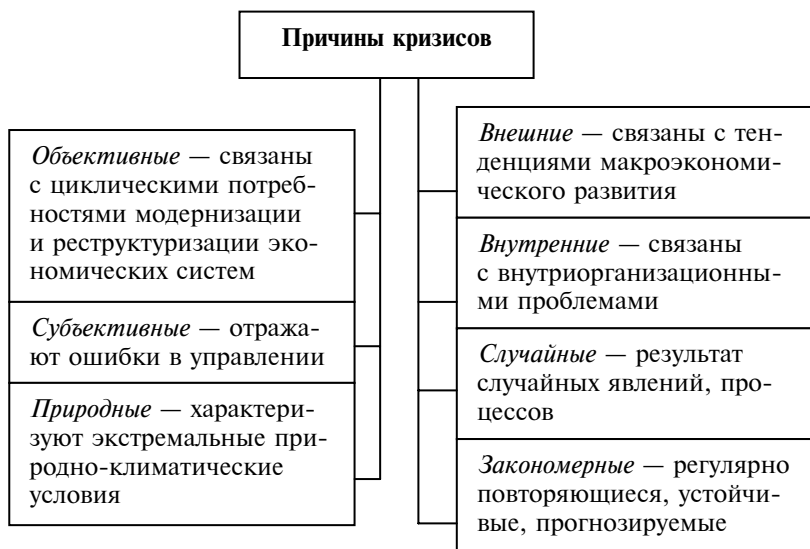 Причины кризисов
Объективные — связаны
с циклическими потреб-
ностями модернизации
и реструктуризации эко-
номических систем
Субъективные — отража-
ют ошибки в управлении
Природные — характери-
зуют экстремальные при-
родно-климатические
условия
Внешние — связаны с тен-
денциями макроэкономи-
ческого развития
Внутренние — связаны
с внутриорганизационны-
ми проблемами
Случайные — результат
случайных явлений, про-
цессов
Закономерные — регулярно
повторяющиеся, устойчи-
вые, прогнозируемые